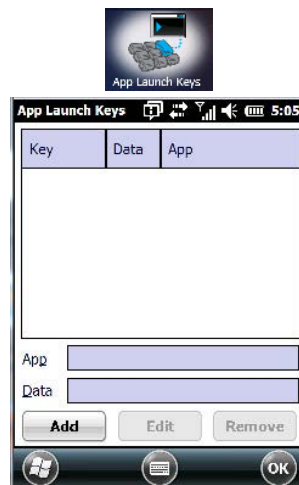 App Launch Keys
App Launch Keys 5:05
Key Data App
App
Data
Add Edit Remove
OK